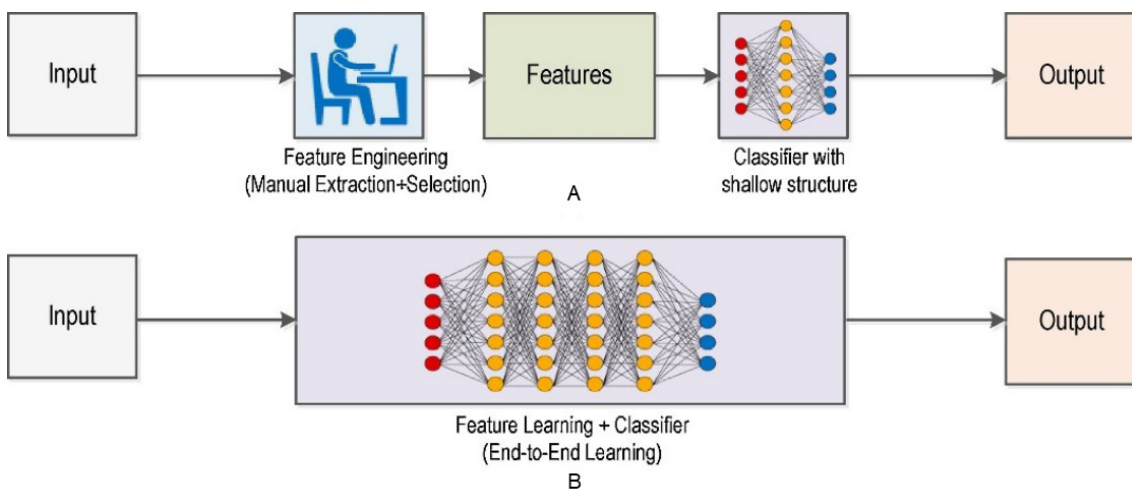 Input
Features
Output
Feature Engineering
(Manual Extraction+Selection)
Classifier with
shallow structure
A
Input
Output
Feature Learning + Classifier
(End-to-End Learning)
B